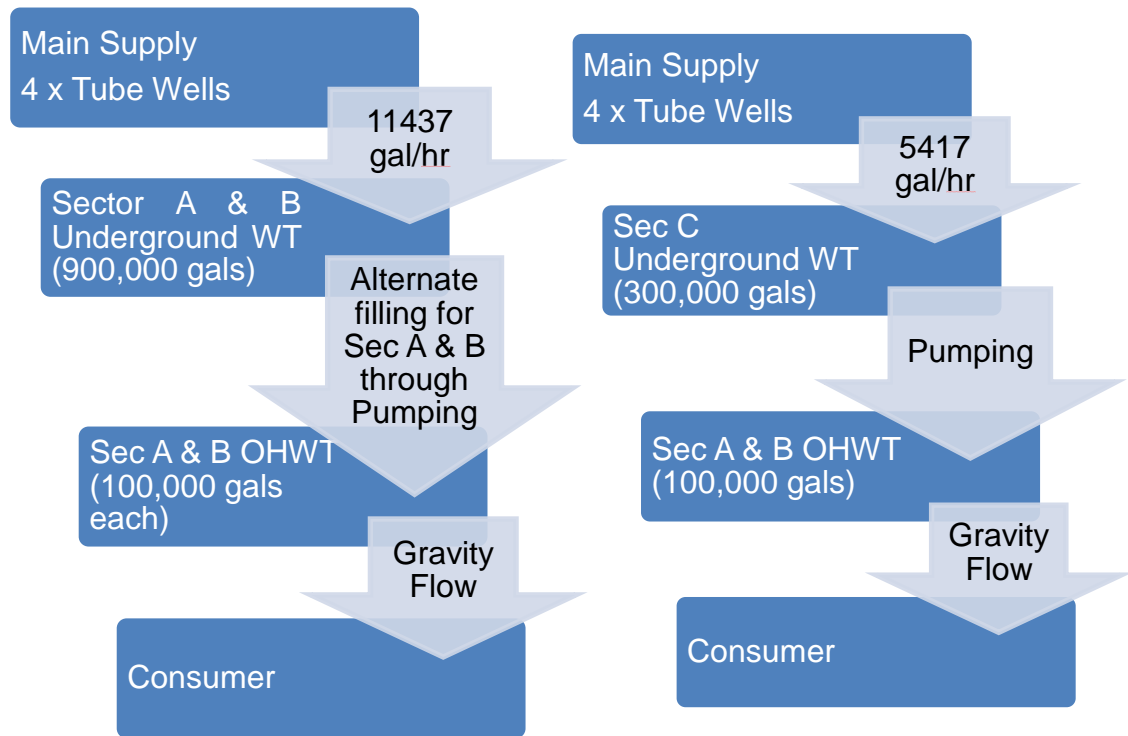 Main Supply
4 x Tube Wells
11437
gal/hr
Sector A & B
Underground WT
(900,000 gals)
Alternate
filling for
Sec A & B
through
Pumping
Sec A & B OHWT
(100,000 gals
each)
Gravity
Flow
Consumer
Main Supply
4 x Tube Wells
5417
gal/hr
Sec C
Underground WT
(300,000 gals)
Pumping
Sec A & B OHWT
(100,000 gals)
Gravity
Flow
Consumer